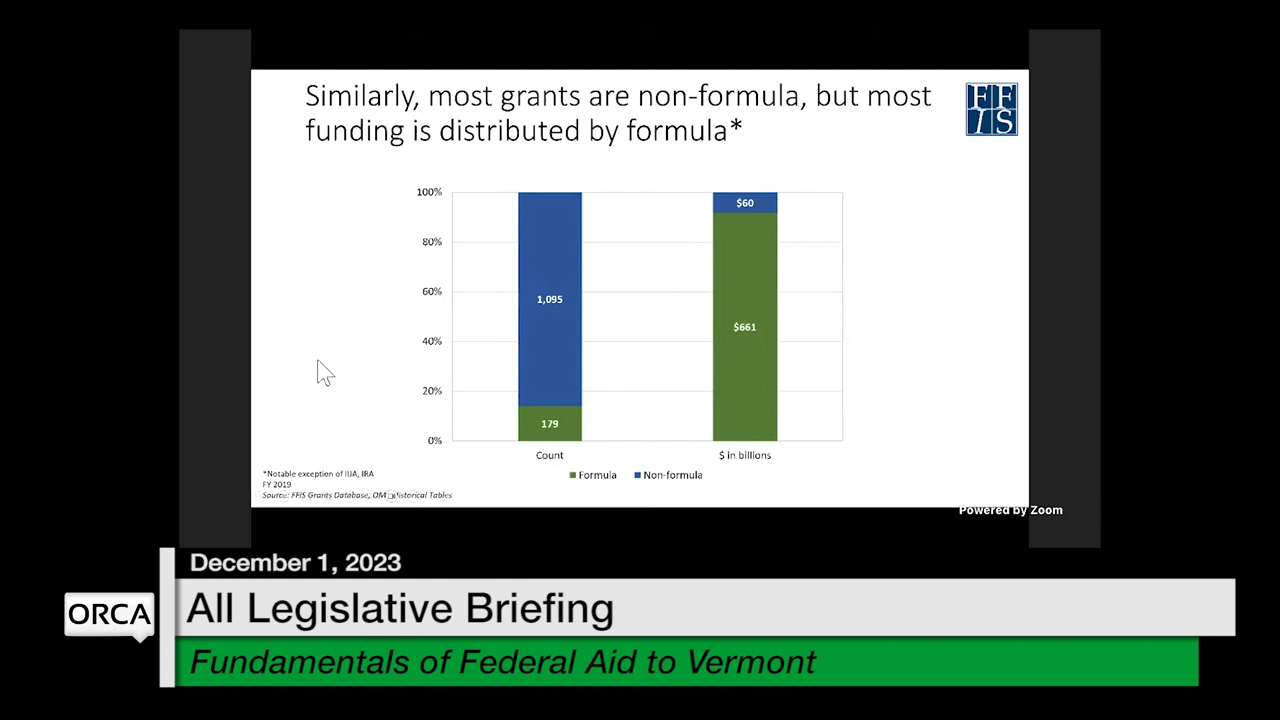 Similarly, most grants are non-formula, but most
funding is distributed by formula*
FF
IS
100%
80%
60%
40%
20%
0%
$60
1,095
$661
179
Count
$ in billions
Formula
Non-formula
*Notable exception of IIJA, IRA
FY 2019
Source: FFIS Grants Database, Historical Tables
Powered by Zoom
December 1, 2023
ORCA
All Legislative Briefing
Fundamentals of Federal Aid to Vermont